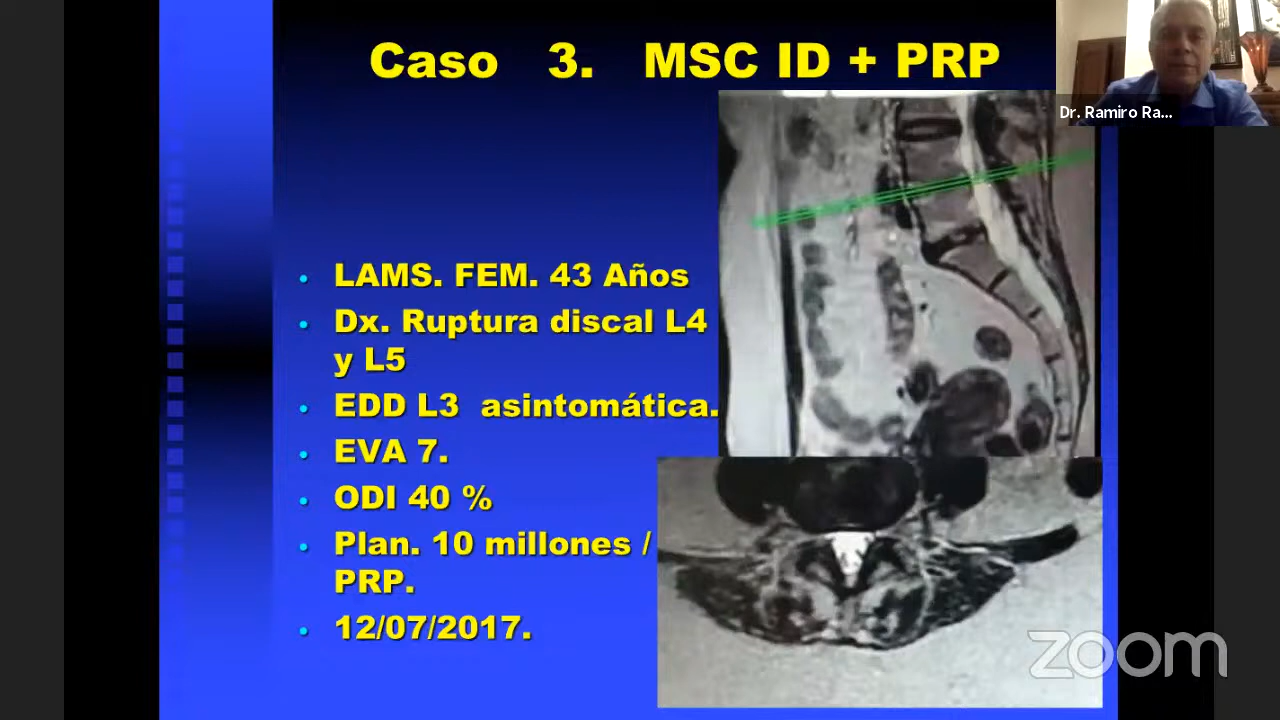 Caso 3. MSC ID + PRP
Dr. Ramiro Ra...
LAMS. FEM. 43 Años
Dx. Ruptura discal L4
y L5
EDD L3 asintomática.
EVA 7.
ODI 40 %
Plan. 10 millones /
PRP.
12/07/2017.
zoom